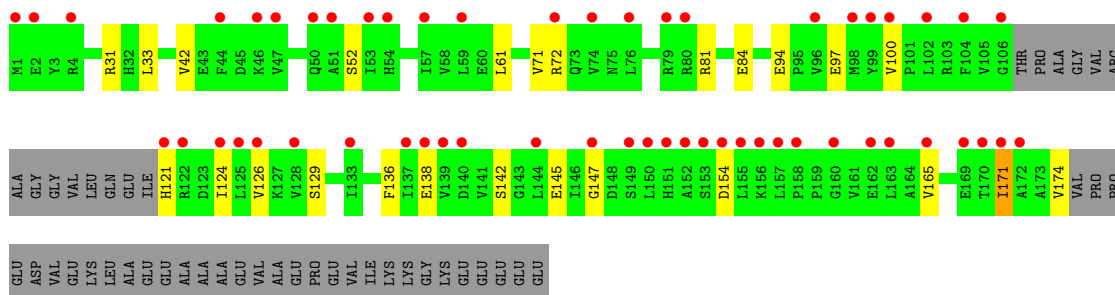 M1 E2 Y3 R4 R31 H32 L33 V42 E43 F44 D45 K46 V47 Q50 A51 S52 I53 H54 I57 V58 L59 E60 L61 V71 R72 Q73 V74 N75 L76 R79 R80 R81 E84 E94 P95 V96 E97 M98 Y99 V100 P101 L102 R103 F104 V105 G106 THR PRO ALA GLY VAL ARG
ALA GLY GLY VAL LEU GLN GLU ILE H121 R122 D123 I124 L125 V126 K127 V128 S129 I133 F136 I137 E138 V139 D140 V141 S142 G143 L144 E145 I146 G147 D148 S149 L150 H151 A152 S153 D154 L155 K156 L157 P158 P159 G160 V161 E162 L163 A164 V165 E169 T170 I171 A172 A173 V174 VAL PRO PRO
GLU ASP VAL GLU LYS LEU ALA GLU GLU ALA ALA ALA GLU VAL ALA GLU PRO GLU VAL ILE LYS LYS GLY LYS GLU GLU GLU GLU GLU